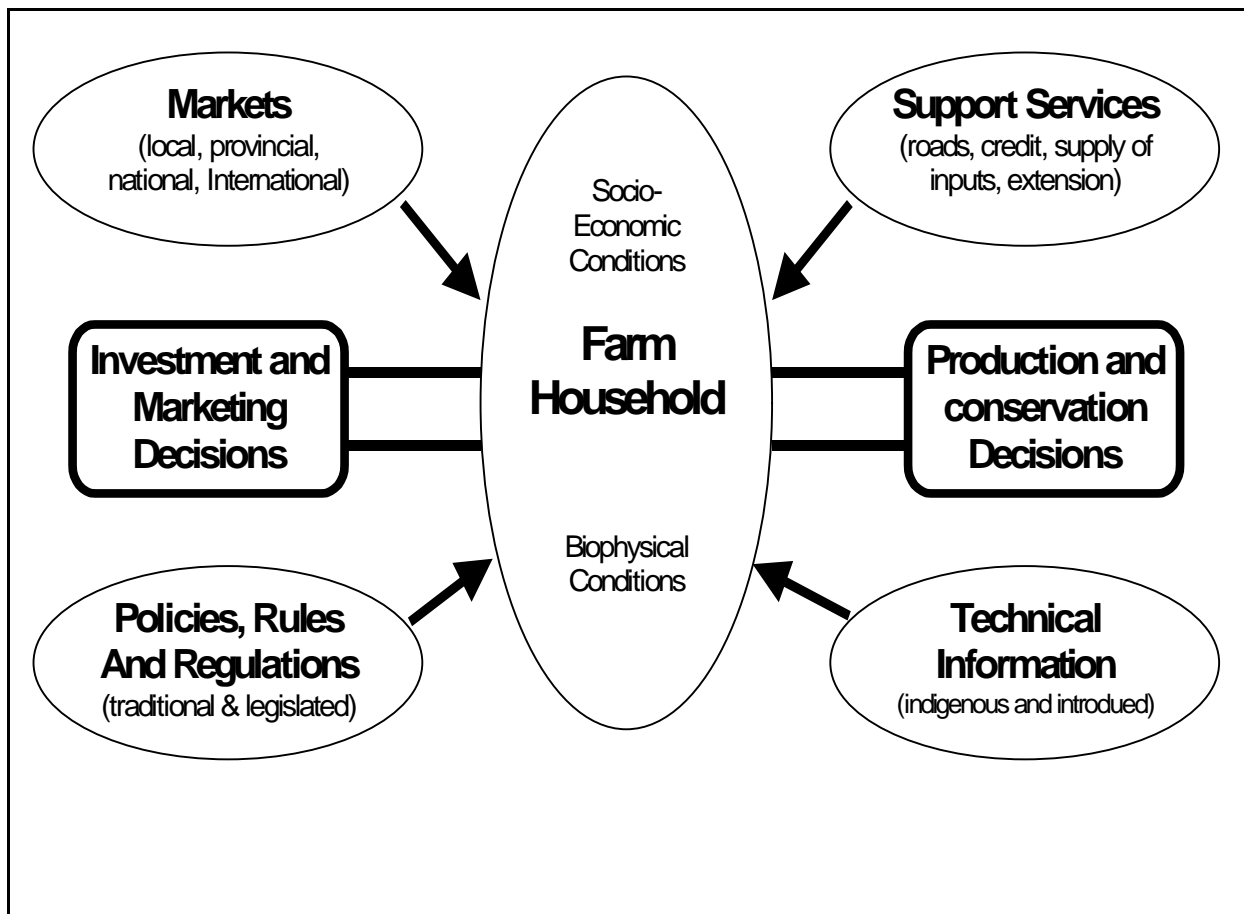 Markets
(local, provincial,
national, International)
Support Services
(roads, credit, supply of
inputs, extension)
Socio-
Economic
Conditions
Farm
Household
Biophysical
Conditions
Investment and
Marketing
Decisions
Production and
conservation
Decisions
Policies, Rules
And Regulations
(traditional & legislated)
Technical
Information
(indigenous and introdued)